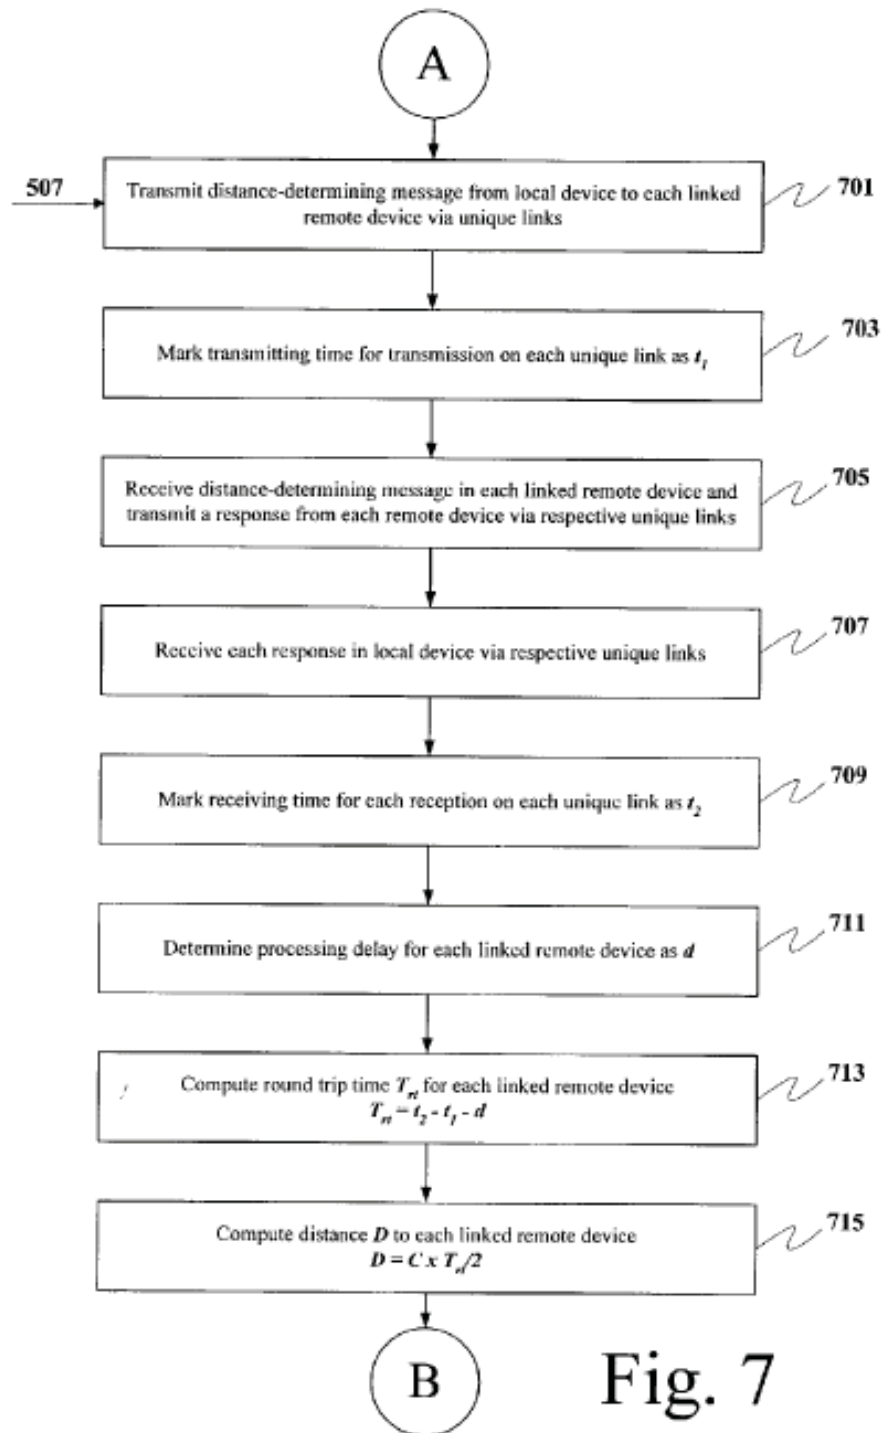 A
507
Transmit distance-determining message from local device to each linked
remote device via unique links
701
Mark transmitting time for transmission on each unique link as t₁
703
Receive distance-determining message in each linked remote device and
transmit a response from each remote device via respective unique links
705
Receive each response in local device via respective unique links
707
Mark receiving time for each reception on each unique link as t₂
709
Determine processing delay for each linked remote device as d
711
Compute round trip time Tᵣₜ for each linked remote device
Tᵣₜ = t₂ - t₁ - d
713
Compute distance D to each linked remote device
D = C x Tᵣₜ/2
715
B
Fig. 7